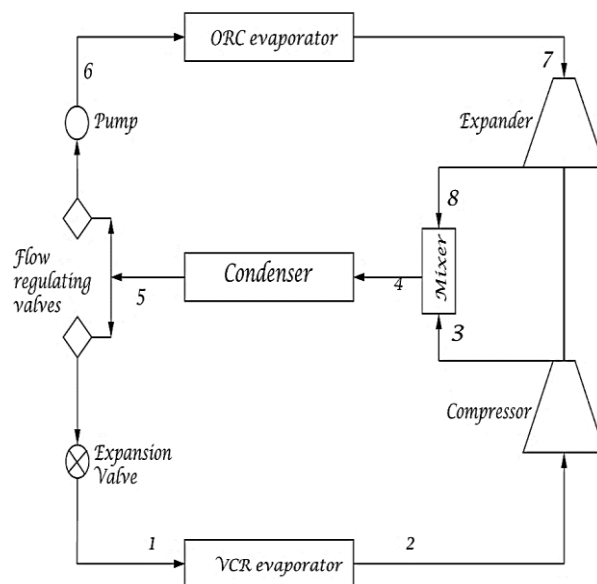 ORC evaporator
6
7
Pump
Expander
8
Flow
regulating
valves
Condenser
Mixer
5
4
3
Compressor
Expansion
Valve
1
2
VCR evaporator